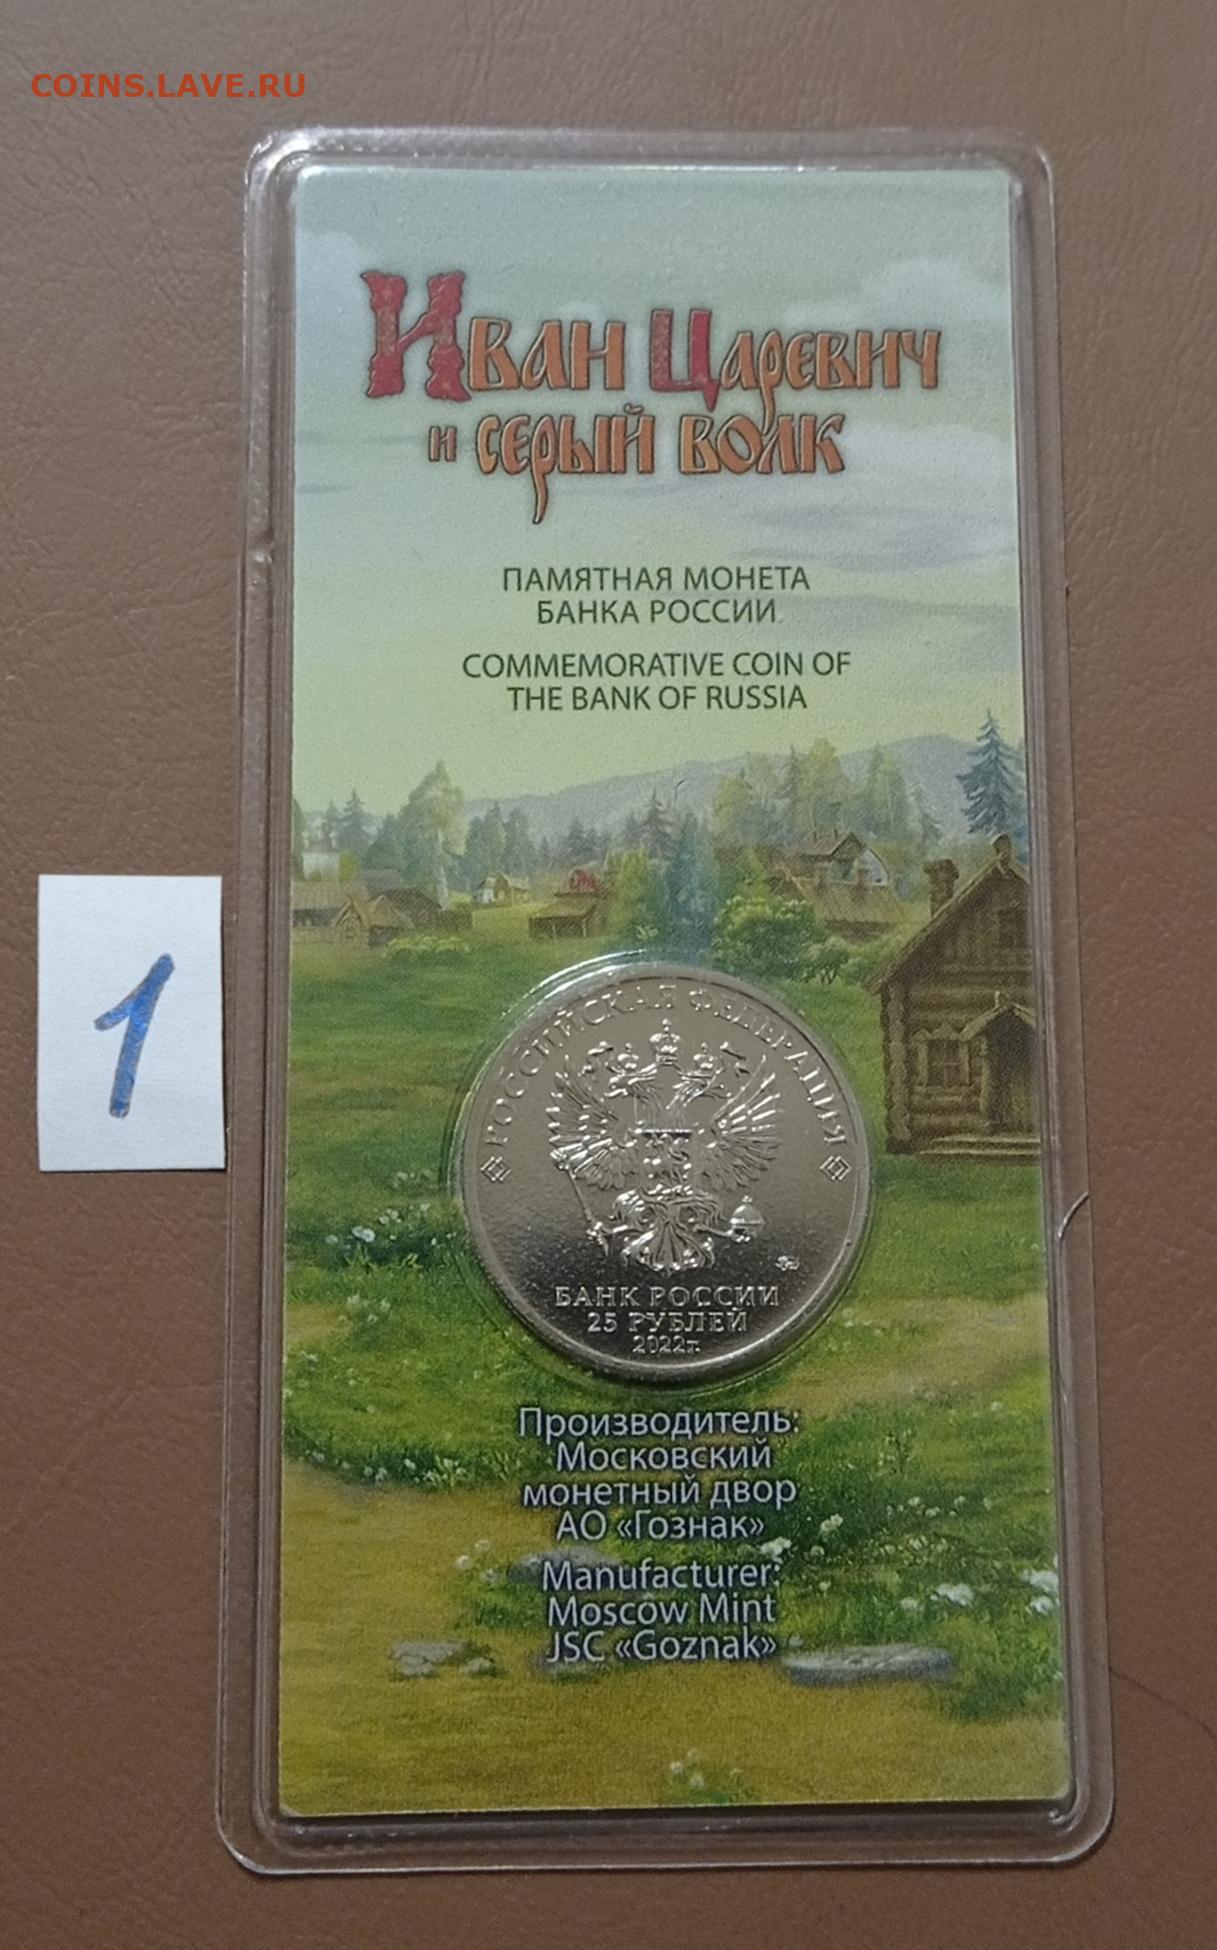 COINS.LAVE.RU
Иван Царевич
и серый волк
ПАМЯТНАЯ МОНЕТА
БАНКА РОССИИ
COMMEMORATIVE COIN OF
THE BANK OF RUSSIA
1
РОССИЙСКАЯ ФЕДЕРАЦИЯ
БАНК РОССИИ
25 РУБЛЕЙ
2022г.
Производитель:
Московский
монетный двор
АО «Гознак»
Manufacturer:
Moscow Mint
JSC «Goznak»